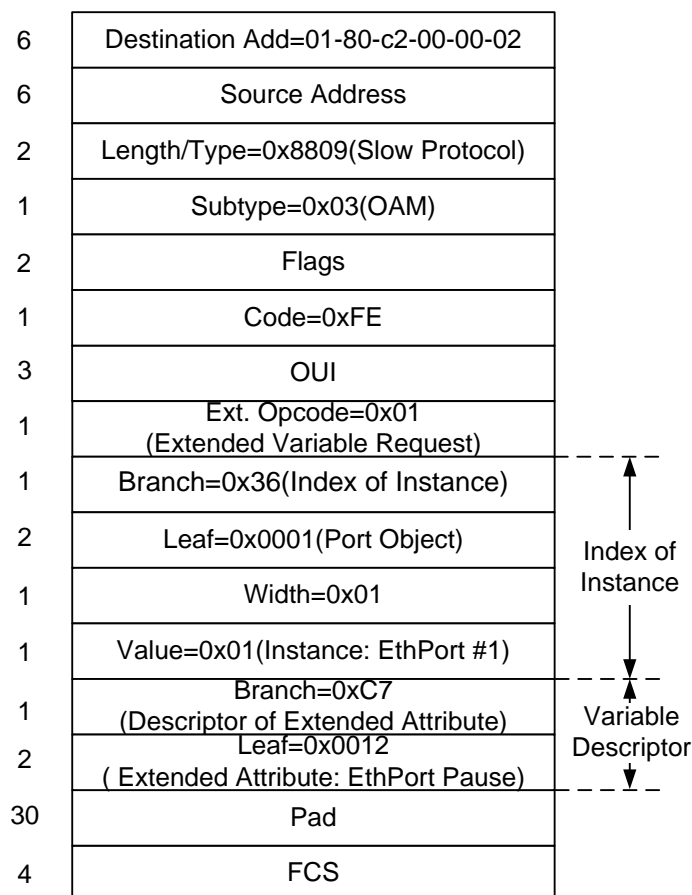 6 Destination Add=01-80-c2-00-00-02
6 Source Address
2 Length/Type=0x8809(Slow Protocol)
1 Subtype=0x03(OAM)
2 Flags
1 Code=0xFE
3 OUI
1 Ext. Opcode=0x01
(Extended Variable Request)
1 Branch=0x36(Index of Instance)
2 Leaf=0x0001(Port Object)
Index of
Instance
1 Width=0x01
1 Value=0x01(Instance: EthPort #1)
1 Branch=0xC7
(Descriptor of Extended Attribute)
Variable
Descriptor
2 Leaf=0x0012
( Extended Attribute: EthPort Pause)
30 Pad
4 FCS